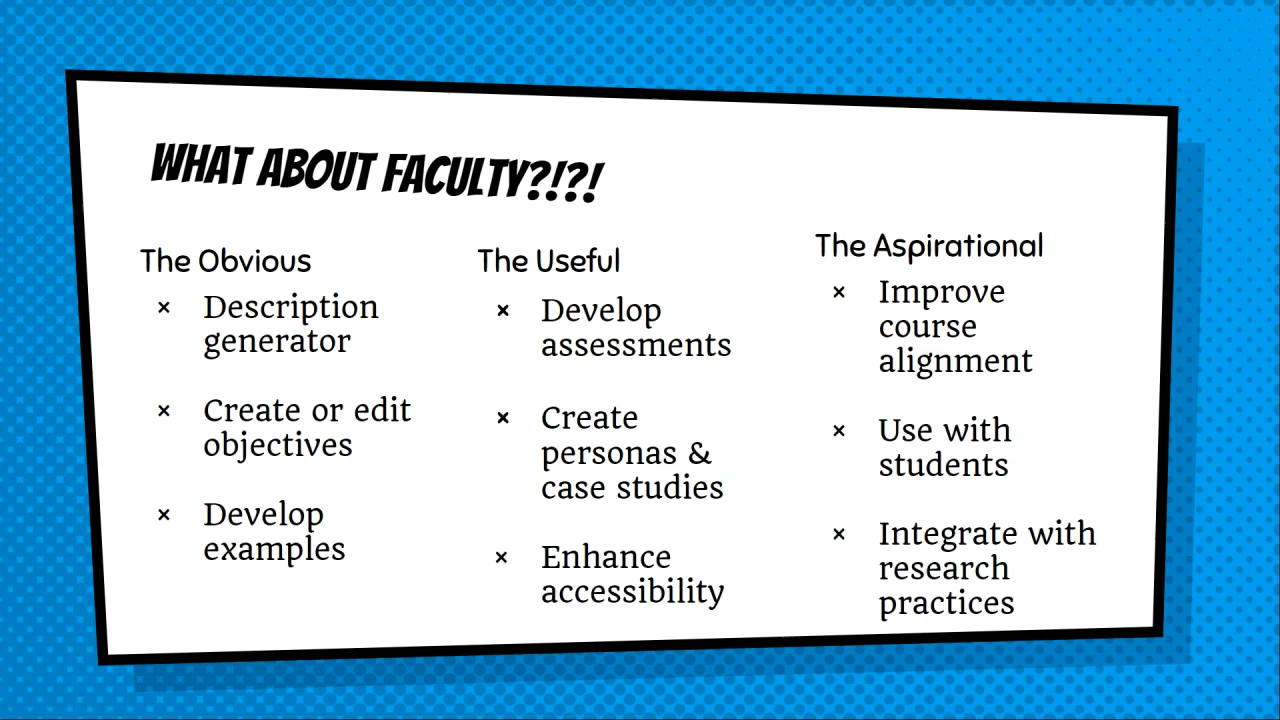 WHAT ABOUT FACULTY?!?!
The Obvious
× Description
generator
× Create or edit
objectives
× Develop
examples
The Useful
× Develop
assessments
× Create
personas &
case studies
× Enhance
accessibility
The Aspirational
× Improve
course
alignment
× Use with
students
× Integrate with
research
practices